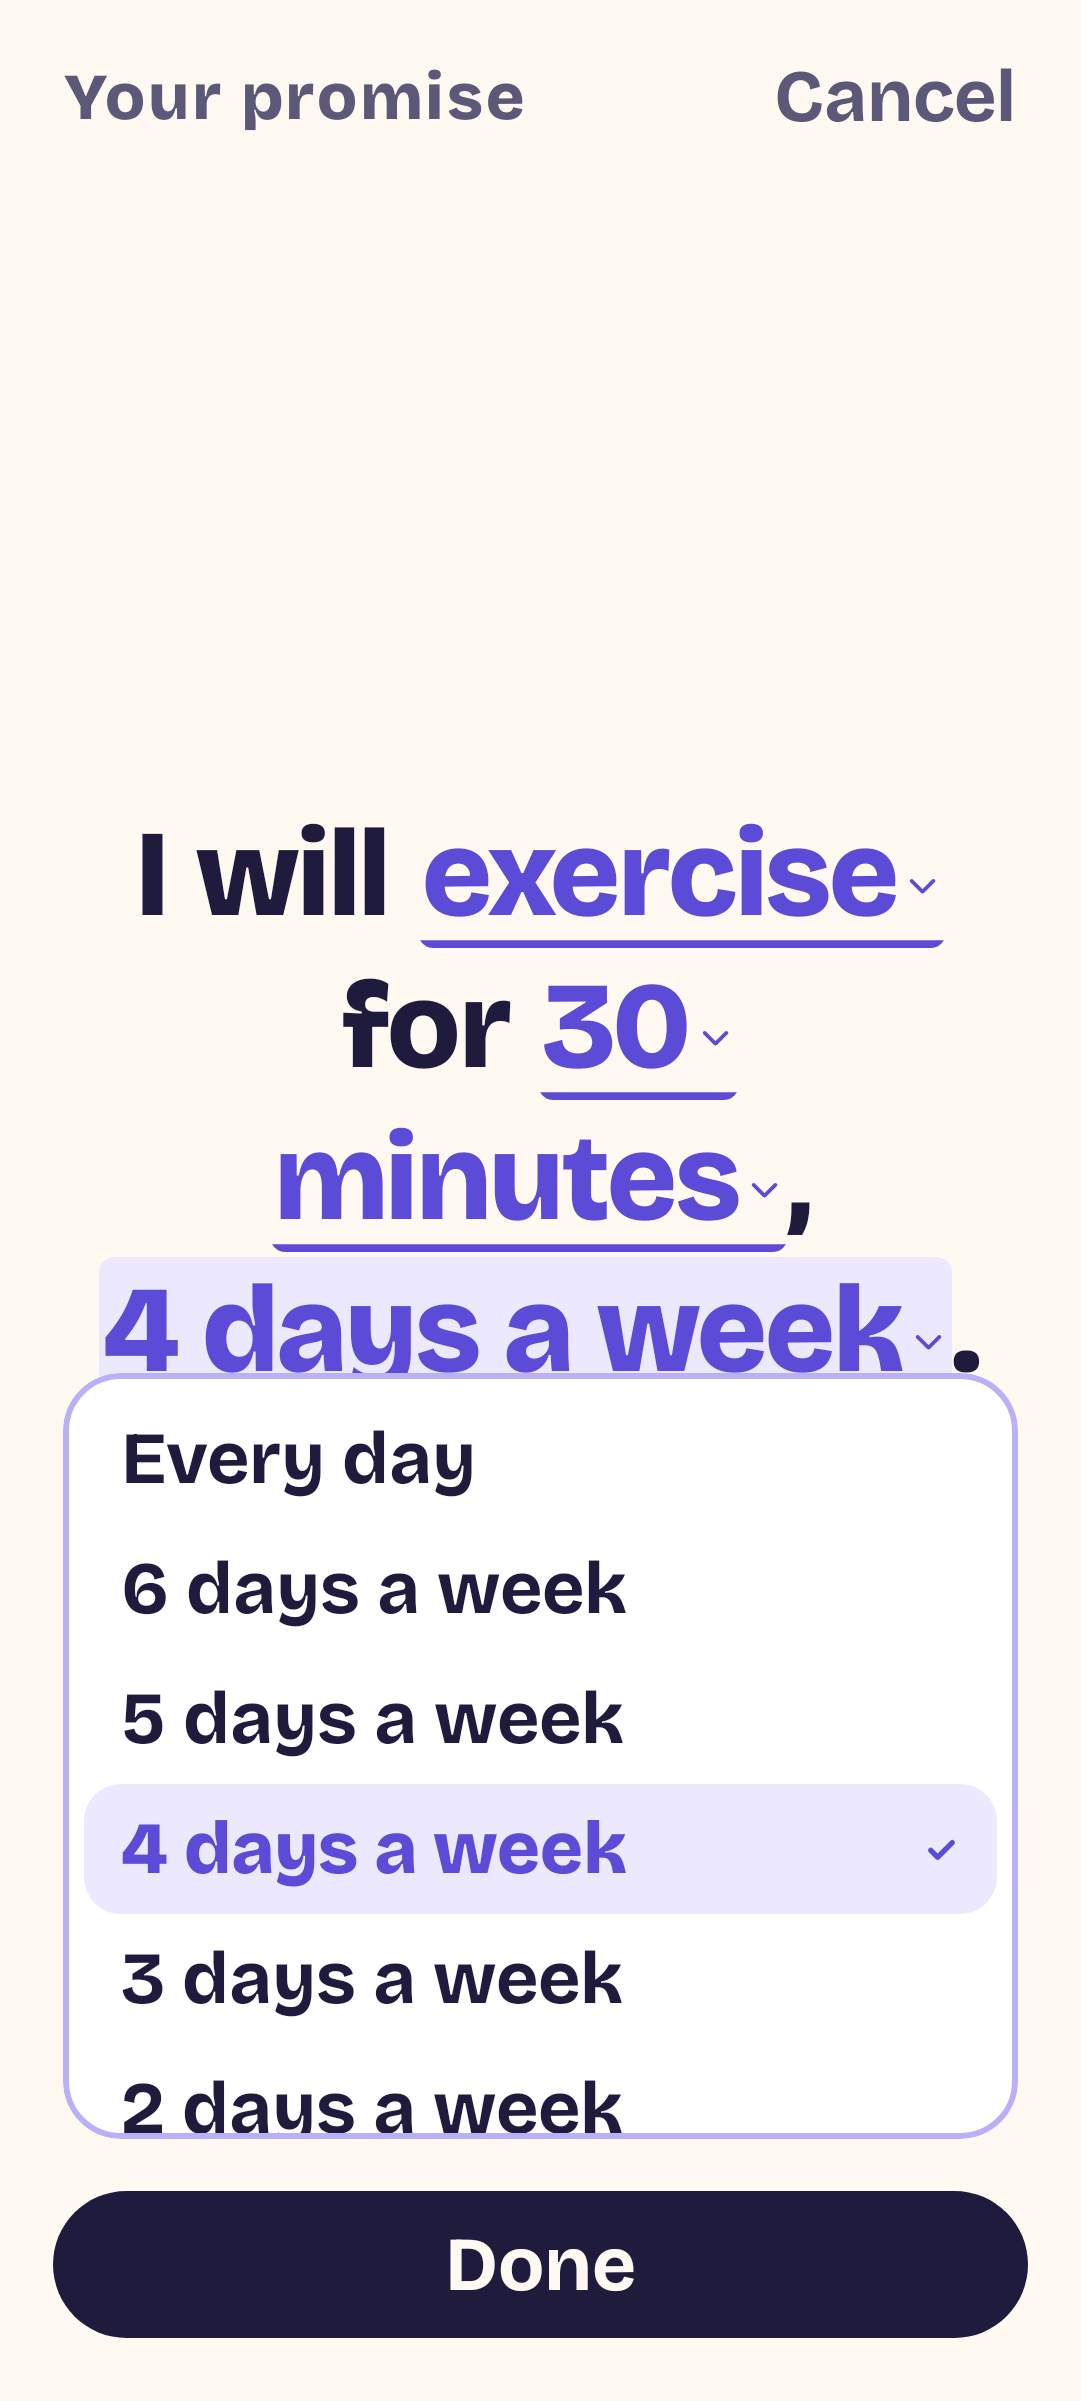 Your promise
Cancel
I will exercise
for 30
minutes,
4 days a week.
Every day
6 days a week
5 days a week
4 days a week
3 days a week
2 days a week
Done